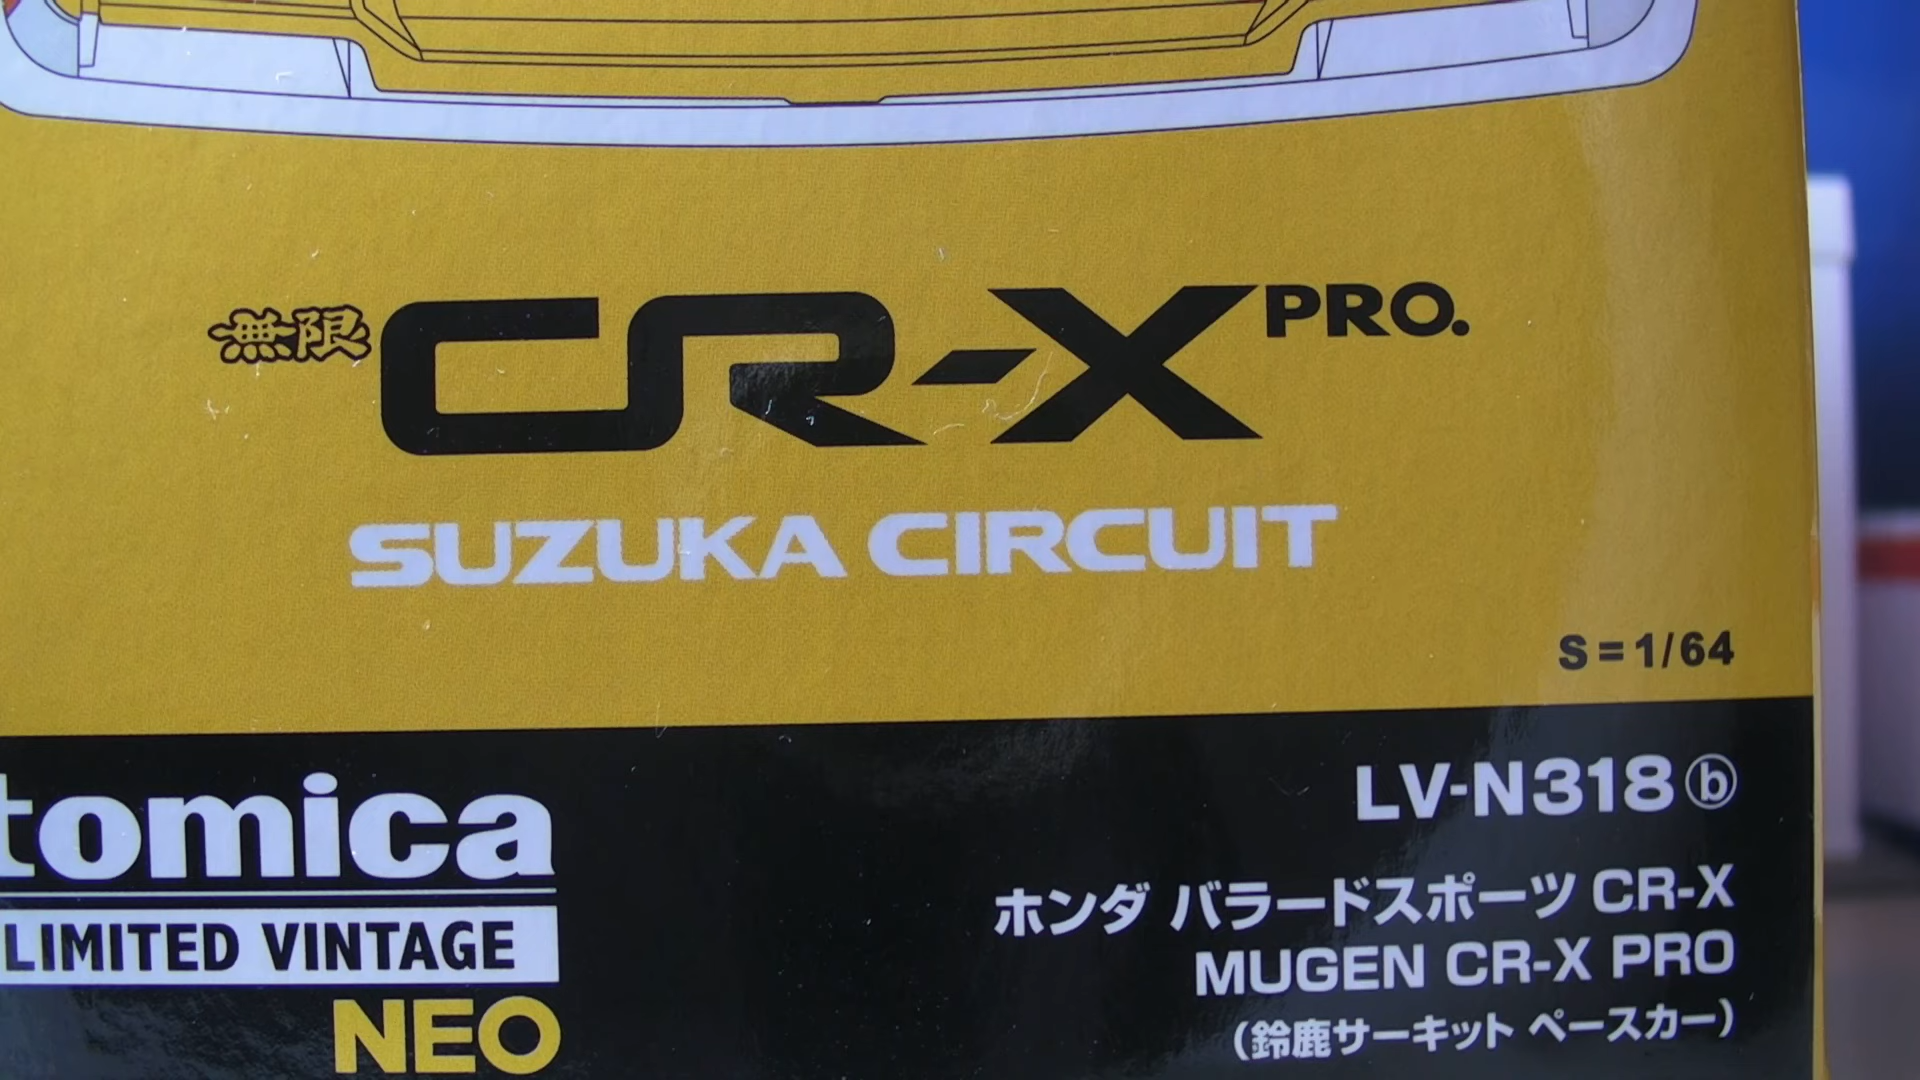 無限 CR-X PRO.
SUZUKA CIRCUIT
S=1/64
tomica
LIMITED VINTAGE
NEO
LV-N318ⓑ
ホンダ バラードスポーツ CR-X
MUGEN CR-X PRO
(鈴鹿サーキット ペースカー)